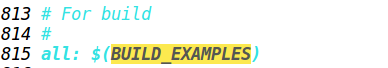 813 # For build
814 #
815 all: $(BUILD_EXAMPLES)